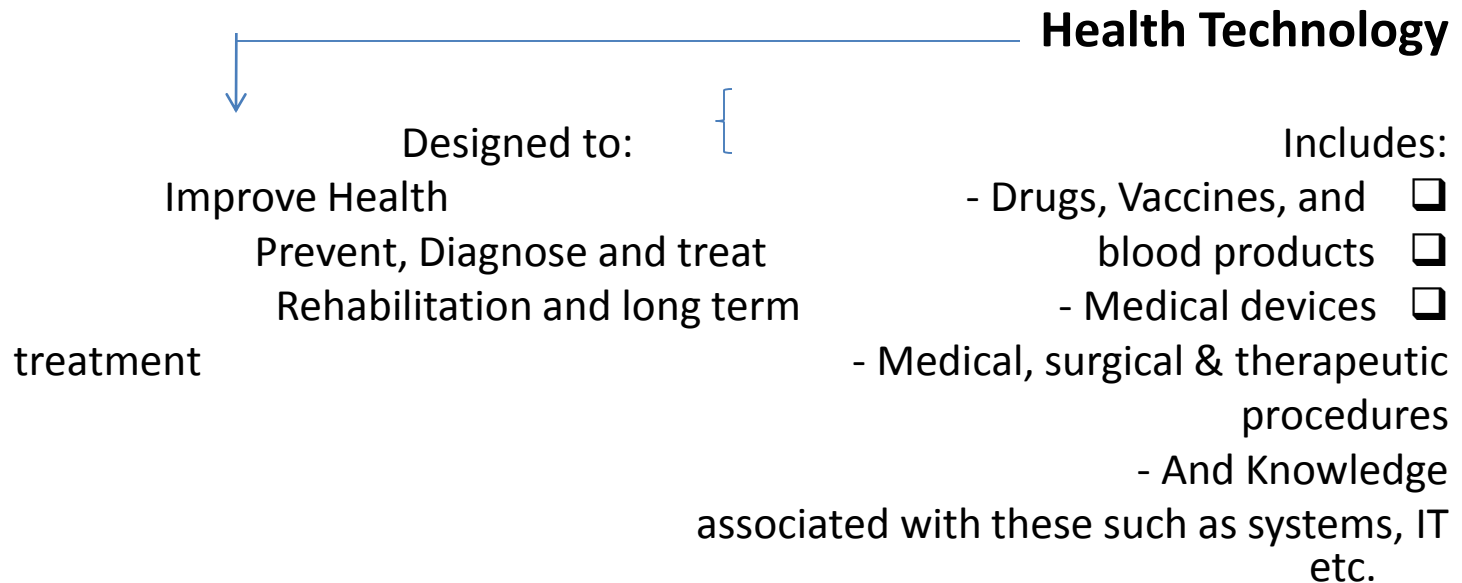 Health Technology
Designed to: Includes:
Improve Health - Drugs, Vaccines, and
Prevent, Diagnose and treat blood products
Rehabilitation and long term - Medical devices
treatment - Medical, surgical & therapeutic
procedures
- And Knowledge
associated with these such as systems, IT
etc.